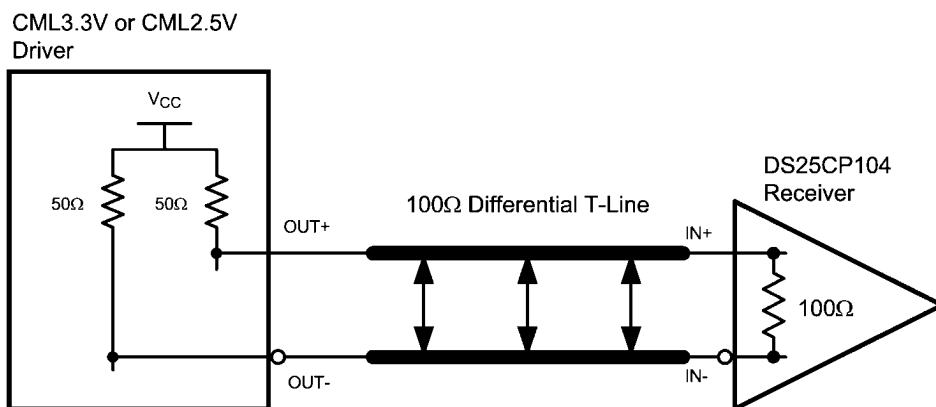 CML3.3V or CML2.5V
Driver
VCC
50Ω
50Ω
OUT+
OUT-
100Ω Differential T-Line
IN+
IN-
DS25CP104
Receiver
100Ω